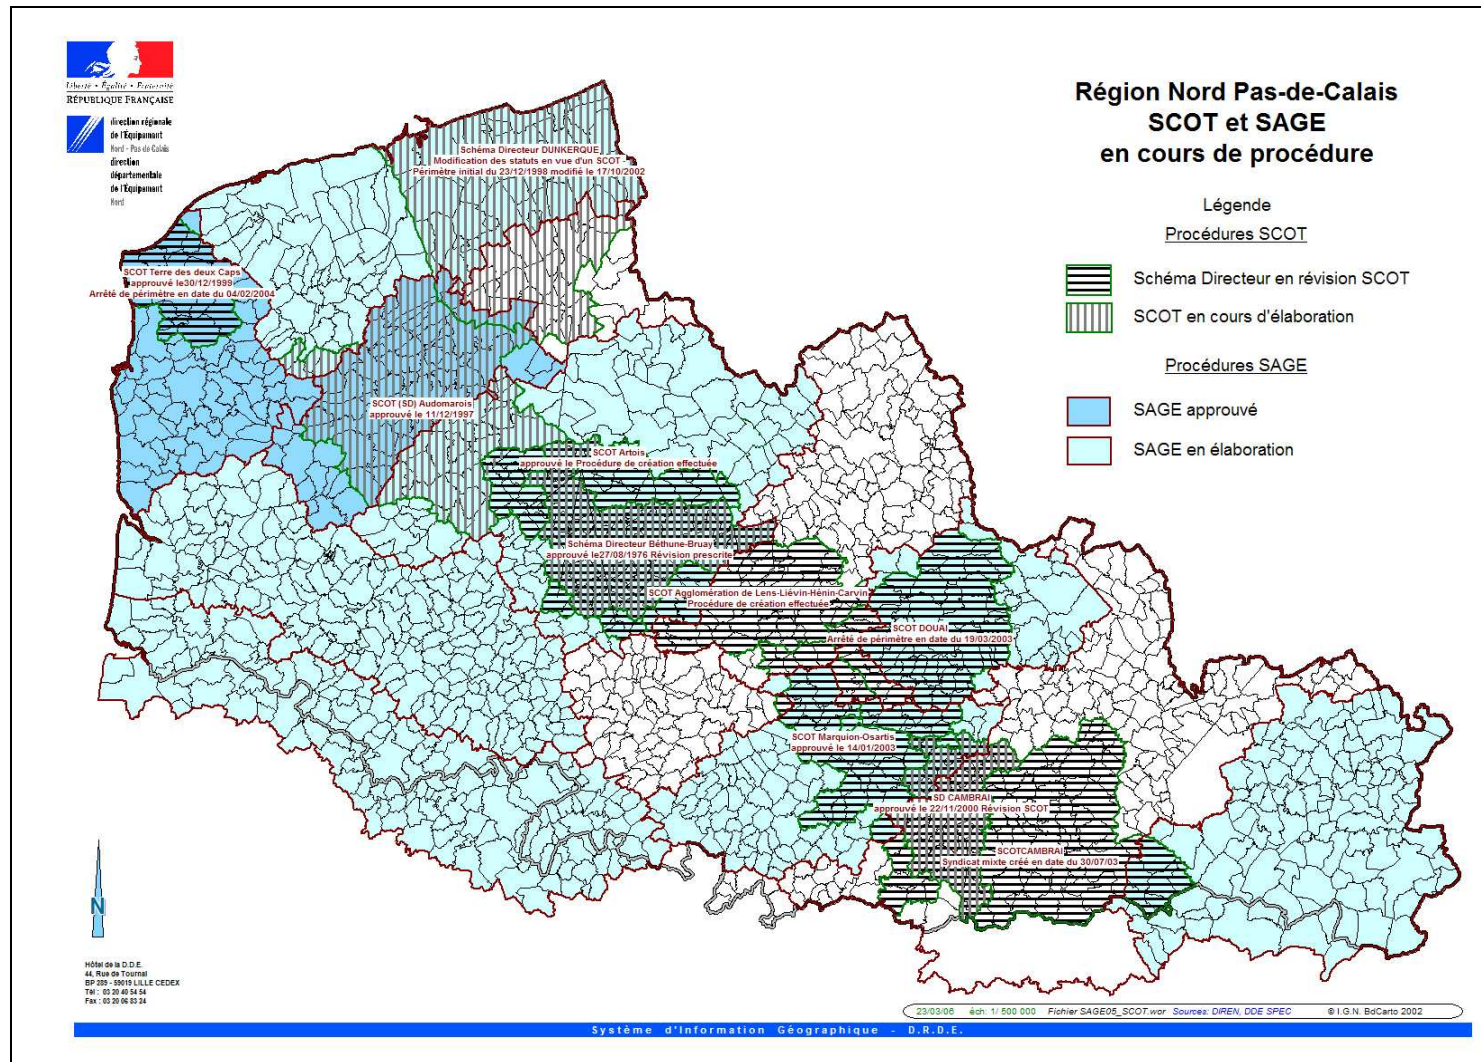 Liberté • Égalité • Fraternité
RÉPUBLIQUE FRANÇAISE
direction régionale
de l'Équipement
Nord - Pas de Calais
direction
départementale
de l'Équipement
Nord
Région Nord Pas-de-Calais
SCOT et SAGE
en cours de procédure
Légende
Procédures SCOT
Schéma Directeur en révision SCOT
SCOT en cours d'élaboration
Procédures SAGE
SAGE approuvé
SAGE en élaboration
Schéma Directeur DUNKERQUE
Modification des statuts en vue d'un SCOT -
Périmètre initial du 23/12/1998 modifié le 17/10/2002
SCOT Terre des deux Caps
approuvé le30/12/1999
Arrêté de périmètre en date du 04/02/2004
SCOT (SD) Audomarois
approuvé le 11/12/1997
SCOT Artois
approuvé le Procédure de création effectuée
Schéma Directeur Béthune-Bruay
approuvé le27/08/1976 Révision prescrite
SCOT Agglomération de Lens-Liévin-Hénin-Carvin
Procédure de création effectuée
SCOT DOUAI
Arrêté de périmètre en date du 19/03/2003
SCOT Marquion-Osartis
approuvé le 14/01/2003
SD CAMBRAI
approuvé le 22/11/2000 Révision SCOT
SCOTCAMBRAI
Syndicat mixte créé en date du 30/07/03
N
Hôtel de la D.D.E.
44, Rue de Tournai
BP 289 - 59019 LILLE CEDEX
Tél : 03 20 40 54 54
Fax : 03 20 06 83 24
23/03/06 éch: 1/ 500 000 Fichier SAGE05_SCOT.wor Sources: DIREN, DDE SPEC © I.G.N. BdCarto 2002
Système d'Information Géographique - D.R.D.E.